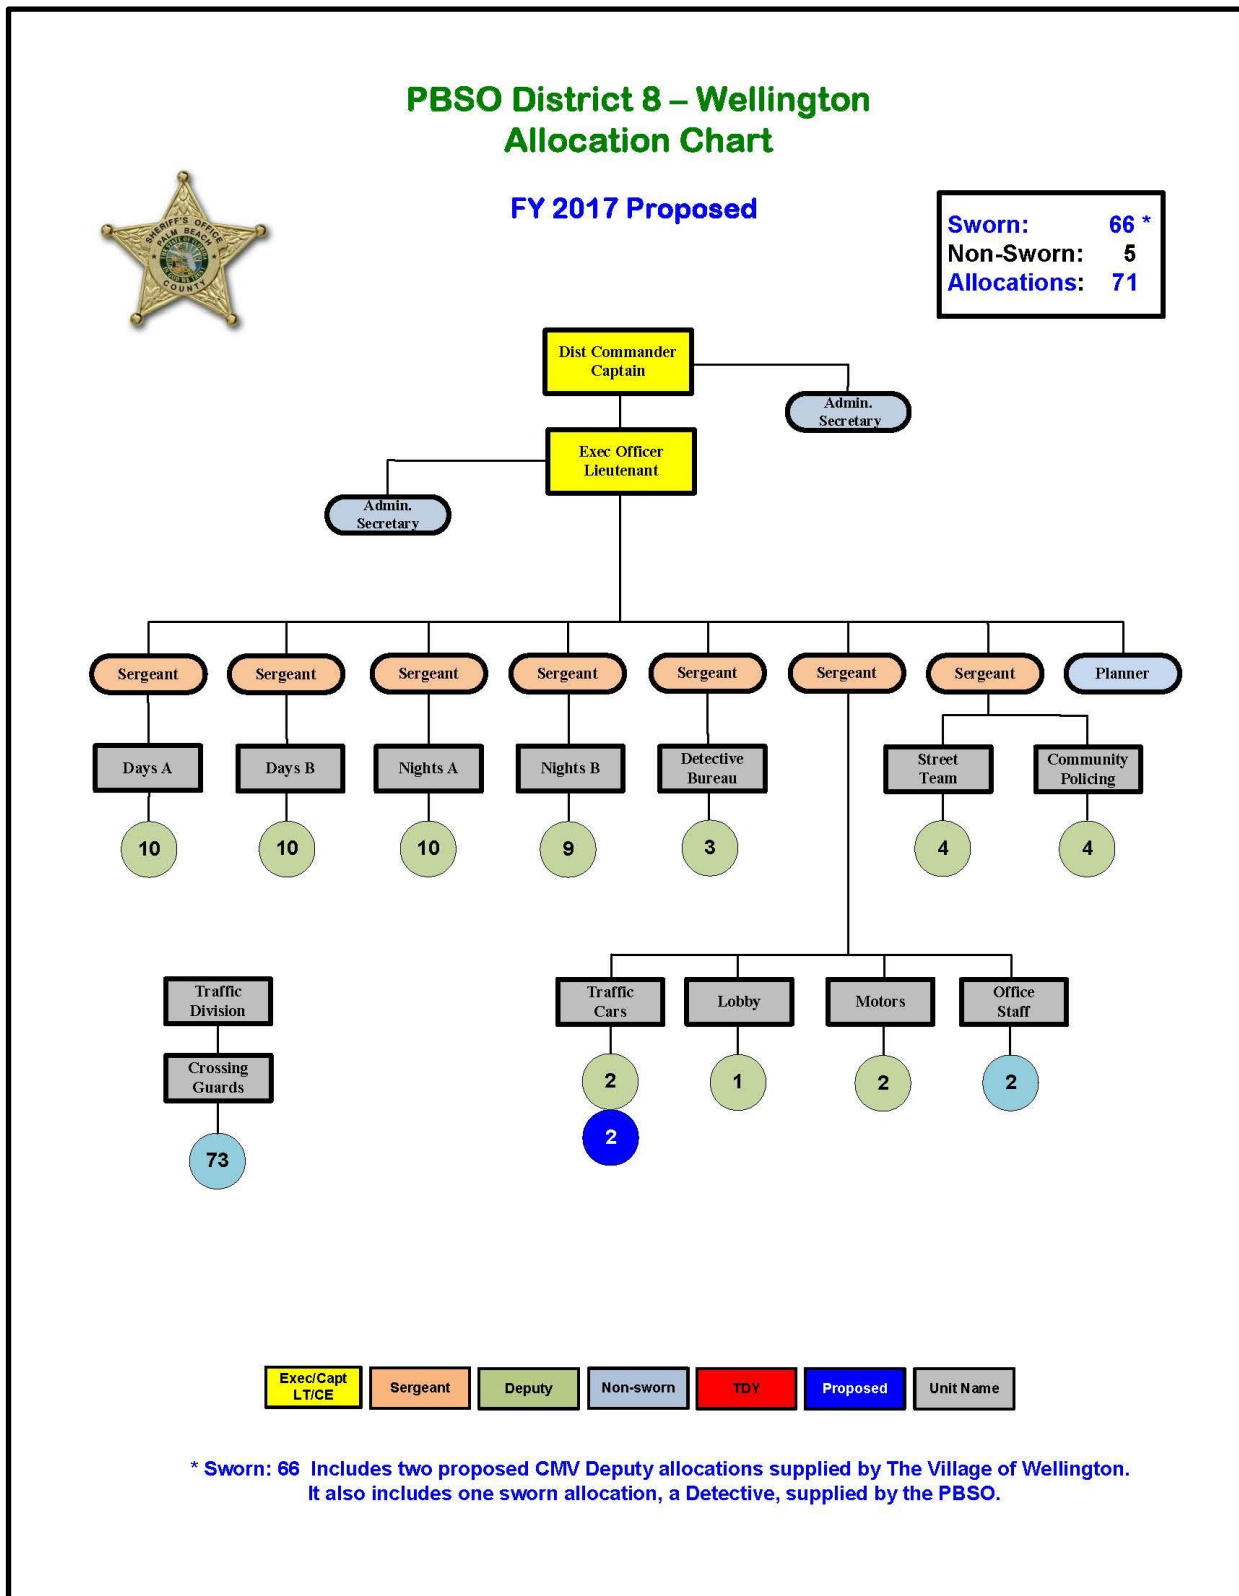 PBSO District 8 – Wellington
Allocation Chart
FY 2017 Proposed
SHERIFF'S OFFICE
PALM BEACH
COUNTY
Sworn: 66 *
Non-Sworn: 5
Allocations: 71
Dist Commander
Captain
Admin.
Secretary
Exec Officer
Lieutenant
Admin.
Secretary
Sergeant
Sergeant
Sergeant
Sergeant
Sergeant
Sergeant
Sergeant
Planner
Days A
Days B
Nights A
Nights B
Detective
Bureau
Street
Team
Community
Policing
10
10
10
9
3
4
4
Traffic
Division
Crossing
Guards
73
Traffic
Cars
Lobby
Motors
Office
Staff
2
1
2
2
2
Exec/Capt
LT/CE
Sergeant
Deputy
Non-sworn
TDY
Proposed
Unit Name
* Sworn: 66 Includes two proposed CMV Deputy allocations supplied by The Village of Wellington.
It also includes one sworn allocation, a Detective, supplied by the PBSO.